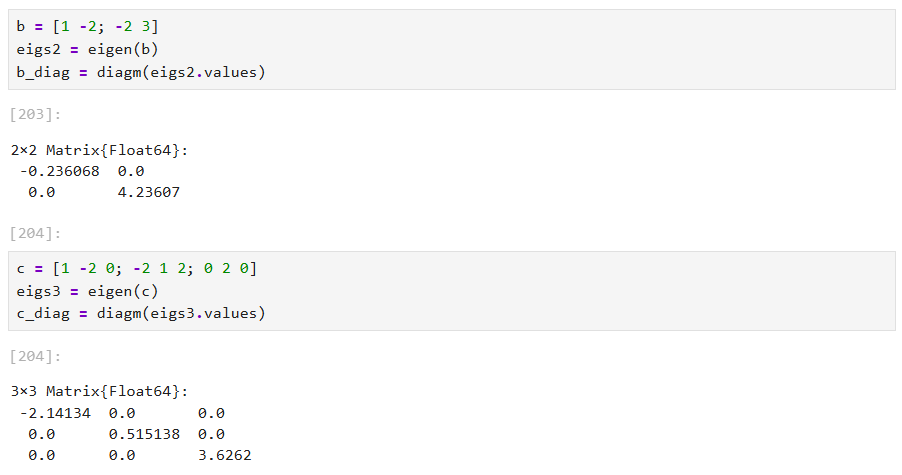 b = [1 -2; -2 3]
eigs2 = eigen(b)
b_diag = diagm(eigs2.values)
[203]:
2×2 Matrix{Float64}:
 -0.236068  0.0
  0.0       4.23607
[204]:
c = [1 -2 0; -2 1 2; 0 2 0]
eigs3 = eigen(c)
c_diag = diagm(eigs3.values)
[204]:
3×3 Matrix{Float64}:
 -2.14134  0.0       0.0
  0.0      0.515138  0.0
  0.0      0.0       3.6262